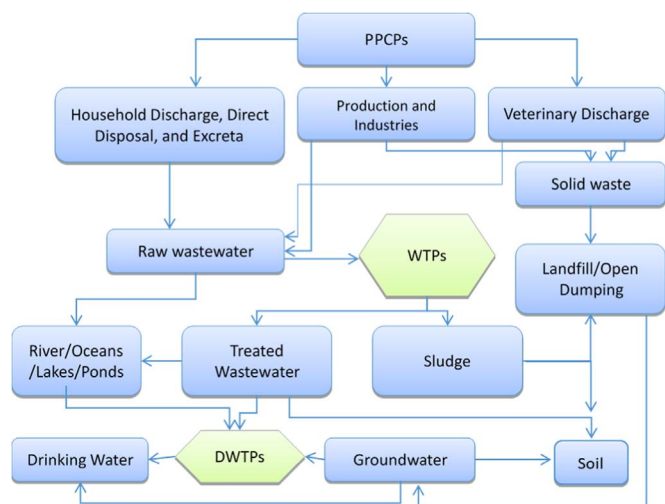 PPCPs
Household Discharge, Direct
Disposal, and Excreta
Production and
Industries
Veterinary Discharge
Solid waste
Raw wastewater
WTPs
Landfill/Open
Dumping
River/Oceans
/Lakes/Ponds
Treated
Wastewater
Sludge
Drinking Water
DWTPs
Groundwater
Soil